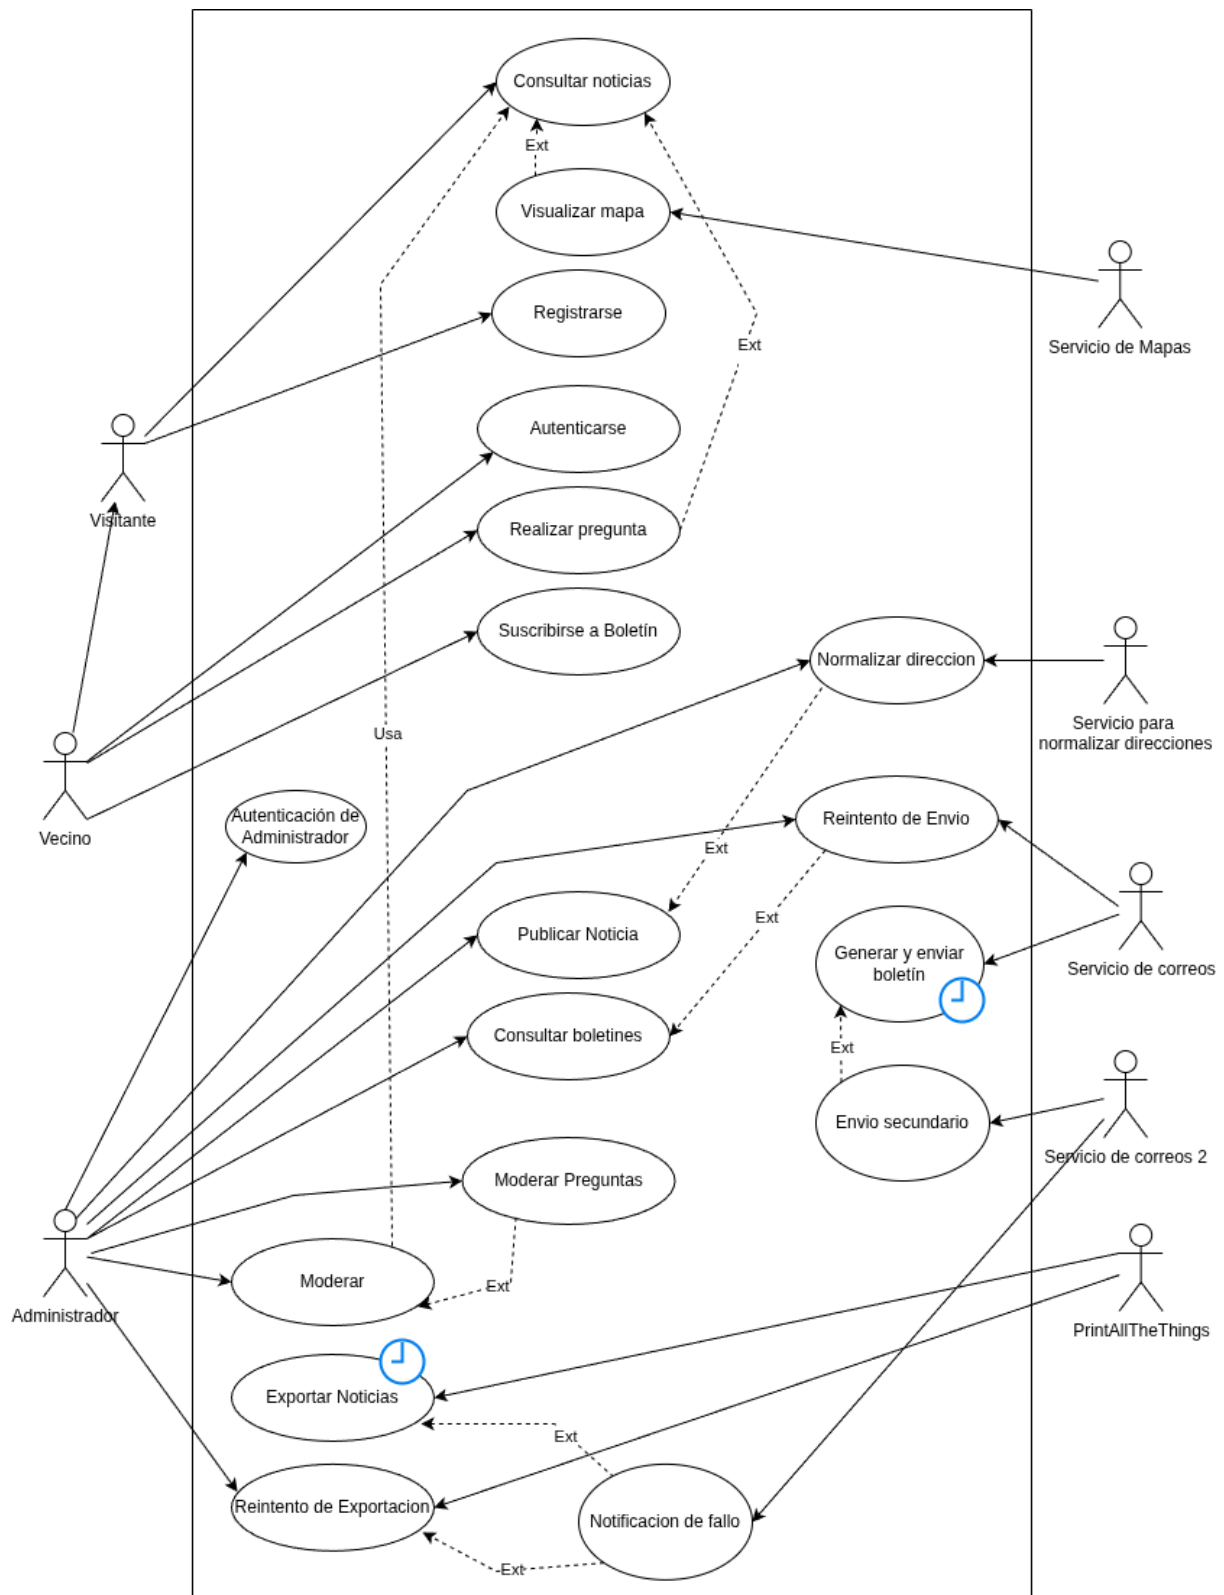 Consultar noticias
Ext
Visualizar mapa
Registrarse
Servicio de Mapas
Ext
Autenticarse
Visitante
Realizar pregunta
Suscribirse a Boletín
Normalizar direccion
Servicio para
normalizar direcciones
Usa
Vecino
Autenticación de
Administrador
Reintento de Envio
Ext
Ext
Publicar Noticia
Generar y enviar
boletín
Servicio de correos
Consultar boletines
Ext
Envio secundario
Servicio de correos 2
Moderar Preguntas
Moderar
Ext
Administrador
PrintAllTheThings
Exportar Noticias
Ext
Reintento de Exportacion
Notificacion de fallo
Ext